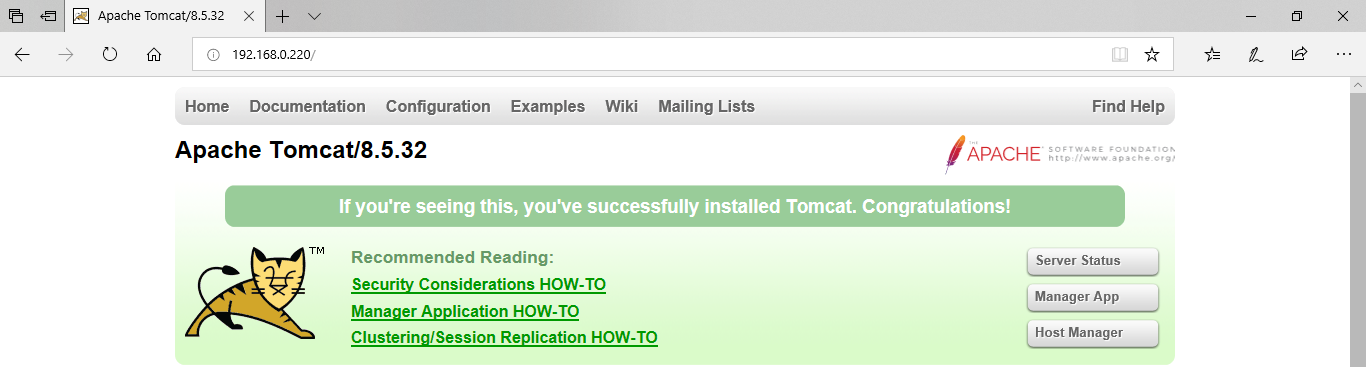 Apache Tomcat/8.5.32
192.168.0.220/
Home Documentation Configuration Examples Wiki Mailing Lists Find Help
Apache Tomcat/8.5.32
THE
APACHE™ SOFTWARE FOUNDATION
http://www.apache.org/
If you're seeing this, you've successfully installed Tomcat. Congratulations!
TM
Recommended Reading:
Security Considerations HOW-TO
Manager Application HOW-TO
Clustering/Session Replication HOW-TO
Server Status
Manager App
Host Manager